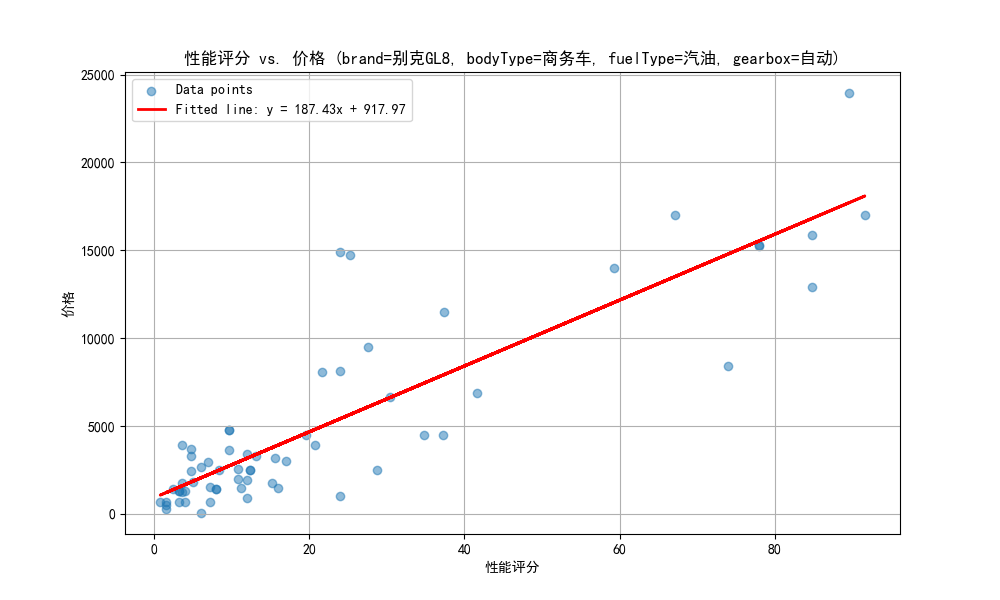 性能评分 vs. 价格 (brand=别克GL8, bodyType=商务车, fuelType=汽油, gearbox=自动)
Data points
Fitted line: y = 187.43x + 917.97
25000
20000
15000
10000
5000
0
价格
0 20 40 60 80
性能评分